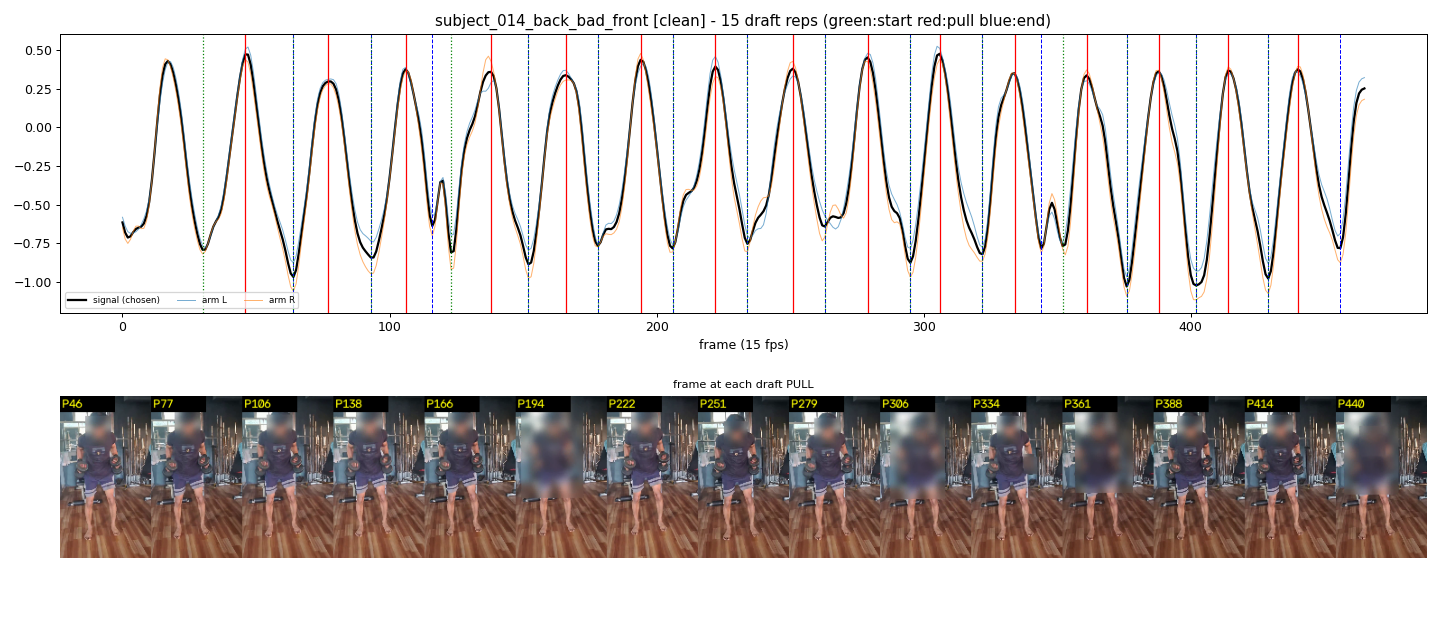 subject_014_back_bad_front [clean] - 15 draft reps (green:start red:pull blue:end)
0.50
0.25
0.00
−0.25
−0.50
−0.75
−1.00
signal (chosen) arm L arm R
0 100 200 300 400
frame (15 fps)
frame at each draft PULL
P46 P77 P106 P138 P166 P194 P222 P251 P279 P306 P334 P361 P388 P414 P440